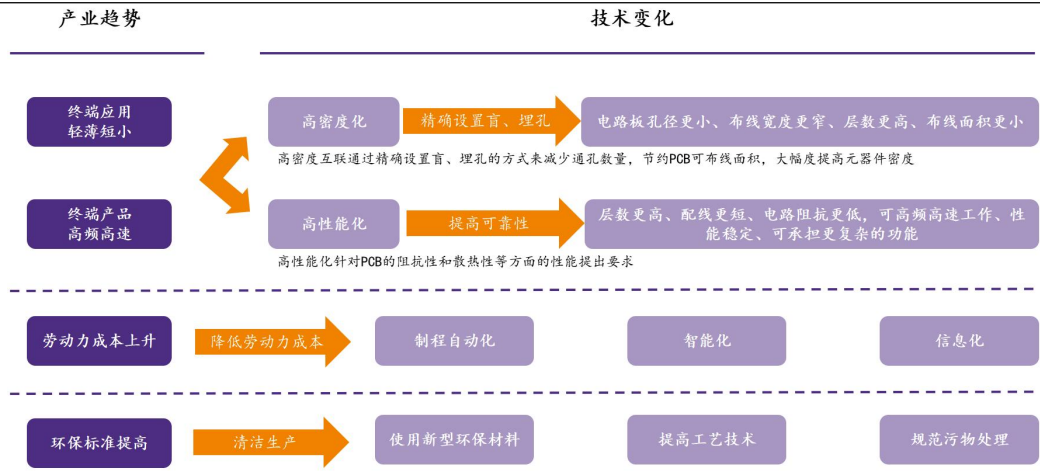 产业趋势
技术变化
终端应用
轻薄短小
高密度化
精确设置盲、埋孔
电路板孔径更小、布线宽度更窄、层数更高、布线面积更小
高密度互联通过精确设置盲、埋孔的方式来减少通孔数量，节约PCB可布线面积，大幅度提高元器件密度
终端产品
高频高速
高性能化
提高可靠性
层数更高、配线更短、电路阻抗更低，可高频高速工作、性
能稳定、可承担更复杂的功能
高性能化针对PCB的阻抗性和散热性等方面的性能提出要求
劳动力成本上升
降低劳动力成本
制程自动化
智能化
信息化
环保标准提高
清洁生产
使用新型环保材料
提高工艺技术
规范污物处理